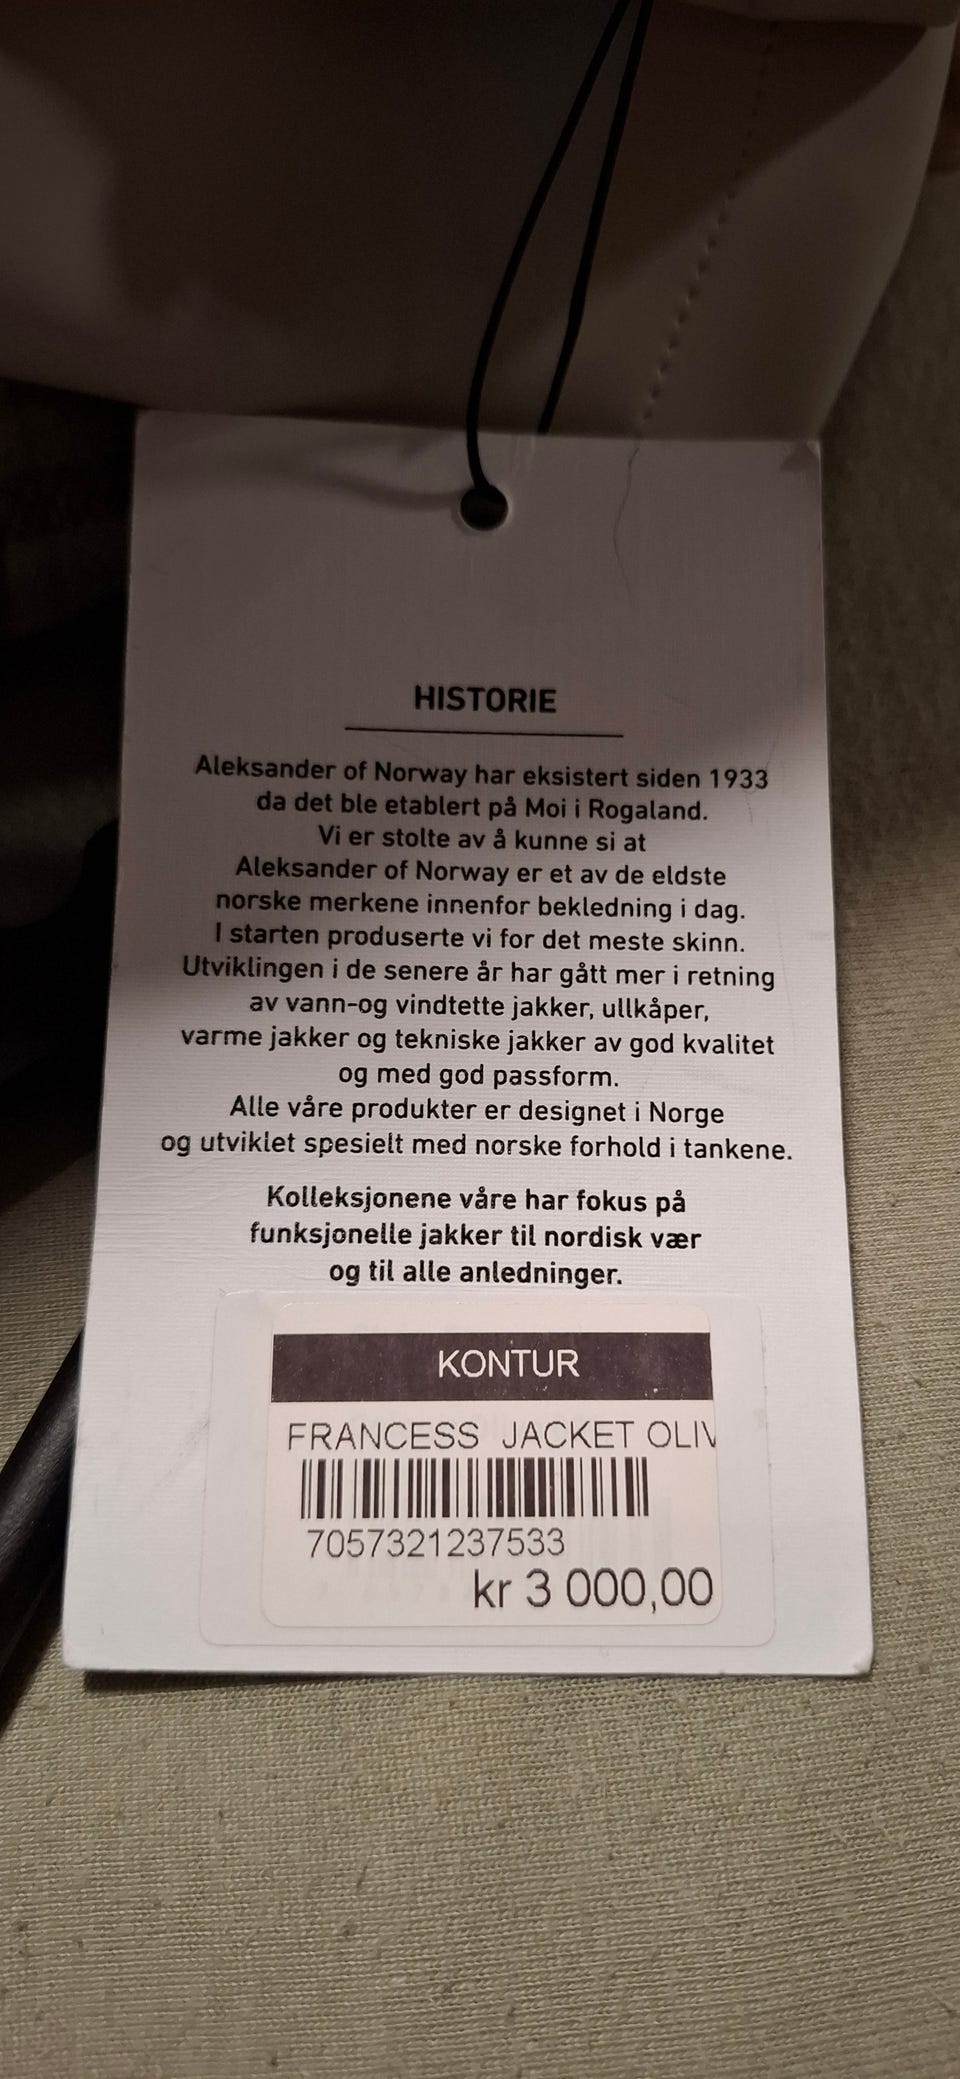 HISTORIE
Aleksander of Norway har eksistert siden 1933
da det ble etablert på Moi i Rogaland.
Vi er stolte av å kunne si at
Aleksander of Norway er et av de eldste
norske merkene innenfor bekledning i dag.
I starten produserte vi for det meste skinn.
Utviklingen i de senere år har gått mer i retning
av vann-og vindtette jakker, ullkåper,
varme jakker og tekniske jakker av god kvalitet
og med god passform.
Alle våre produkter er designet i Norge
og utviklet spesielt med norske forhold i tankene.
Kolleksjonene våre har fokus på
funksjonelle jakker til nordisk vær
og til alle anledninger.
KONTUR
FRANCESS JACKET OLIV
7057321237533
kr 3 000,00